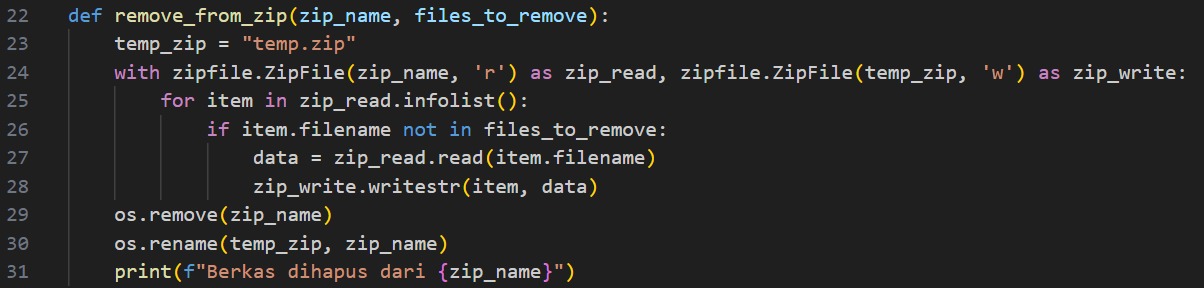 22 def remove_from_zip(zip_name, files_to_remove):
23 temp_zip = "temp.zip"
24 with zipfile.ZipFile(zip_name, 'r') as zip_read, zipfile.ZipFile(temp_zip, 'w') as zip_write:
25 for item in zip_read.infolist():
26 if item.filename not in files_to_remove:
27 data = zip_read.read(item.filename)
28 zip_write.writestr(item, data)
29 os.remove(zip_name)
30 os.rename(temp_zip, zip_name)
31 print(f"Berkas dihapus dari {zip_name}")